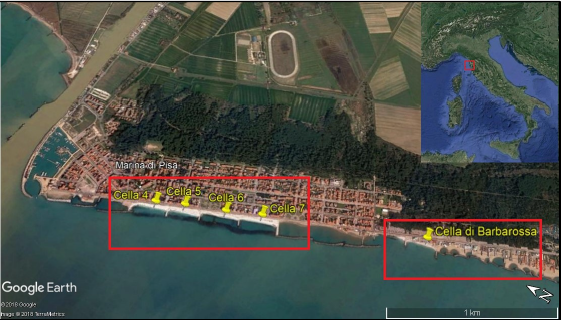 Marina di Pisa
Cella 4
Cella 5
Cella 6
Cella 7
Cella di Barbarossa
Google Earth
© 2018 Google
Image © 2018 TerraMetrics
1 km
N